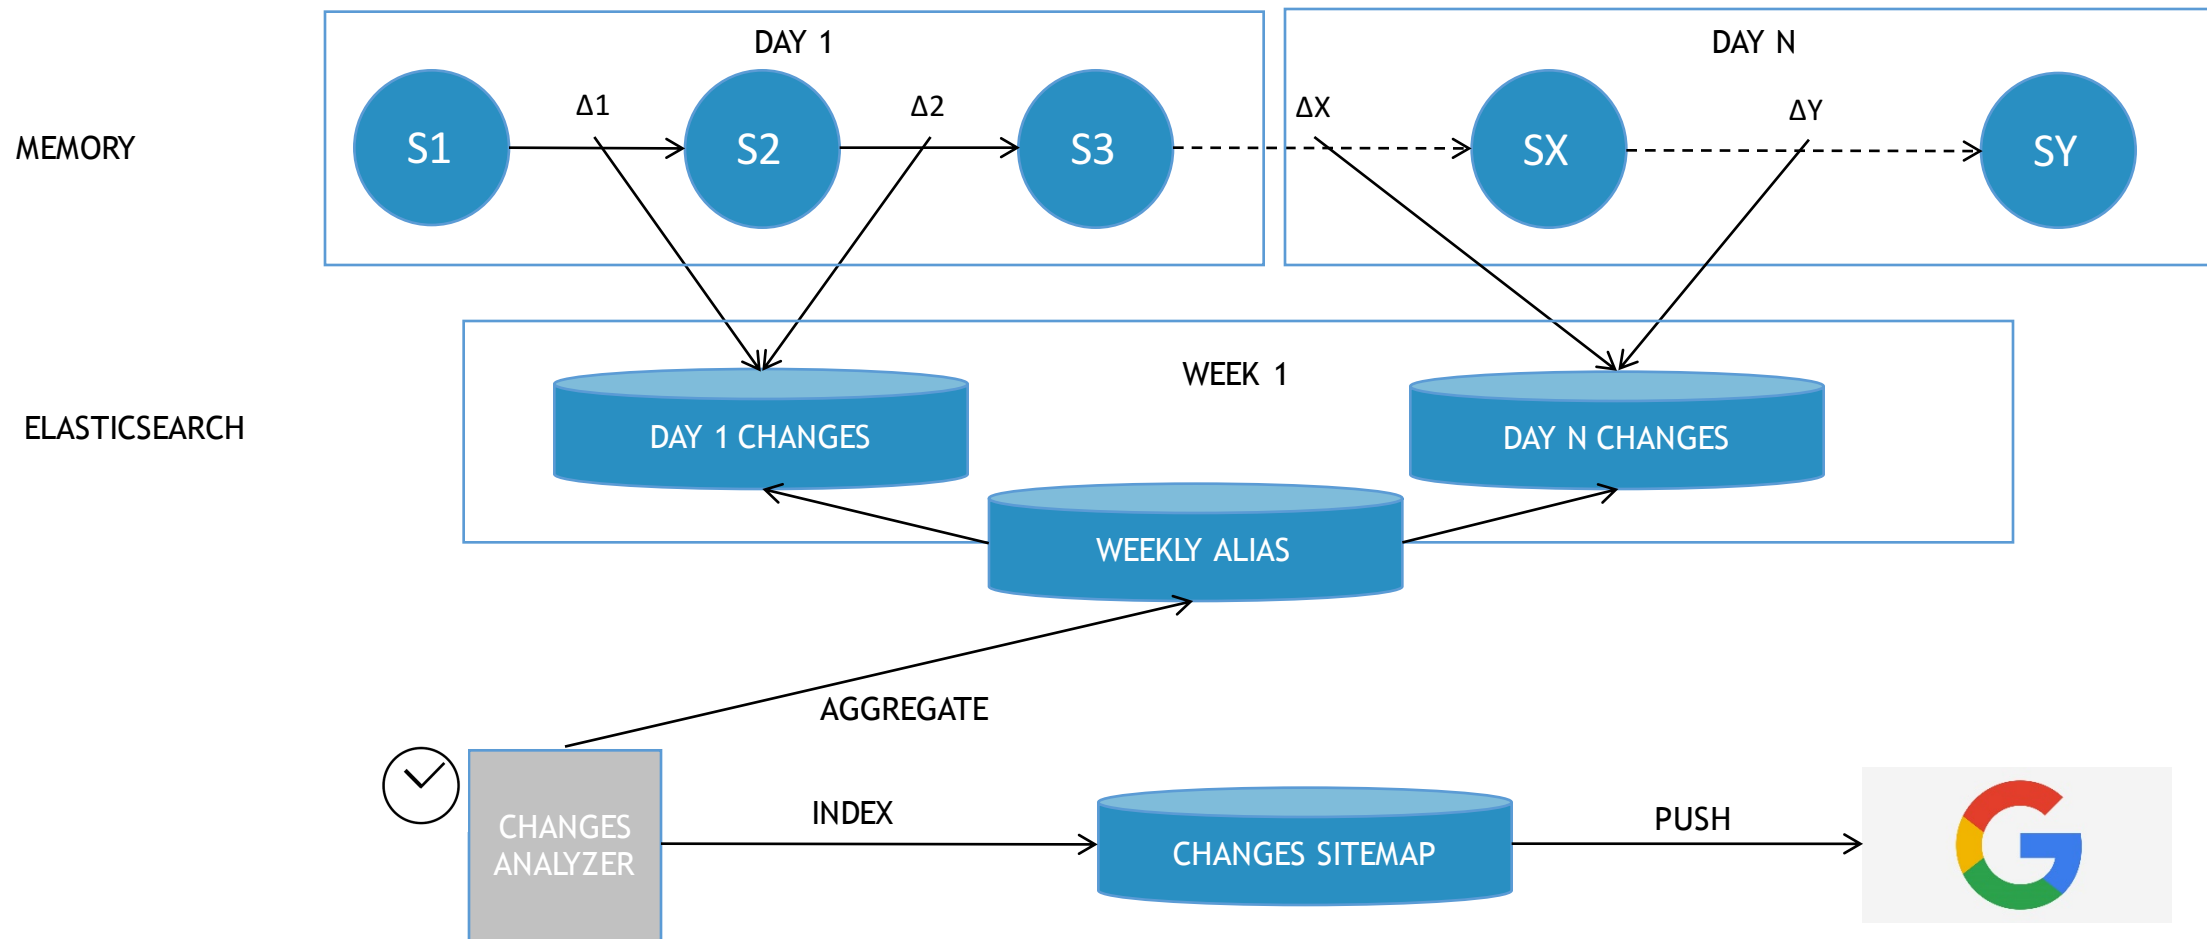 DAY 1
DAY N
Δ1
Δ2
ΔX
ΔY
MEMORY
S1
S2
S3
SX
SY
WEEK 1
ELASTICSEARCH
DAY 1 CHANGES
DAY N CHANGES
WEEKLY ALIAS
AGGREGATE
CHANGES
ANALYZER
INDEX
CHANGES SITEMAP
PUSH
G